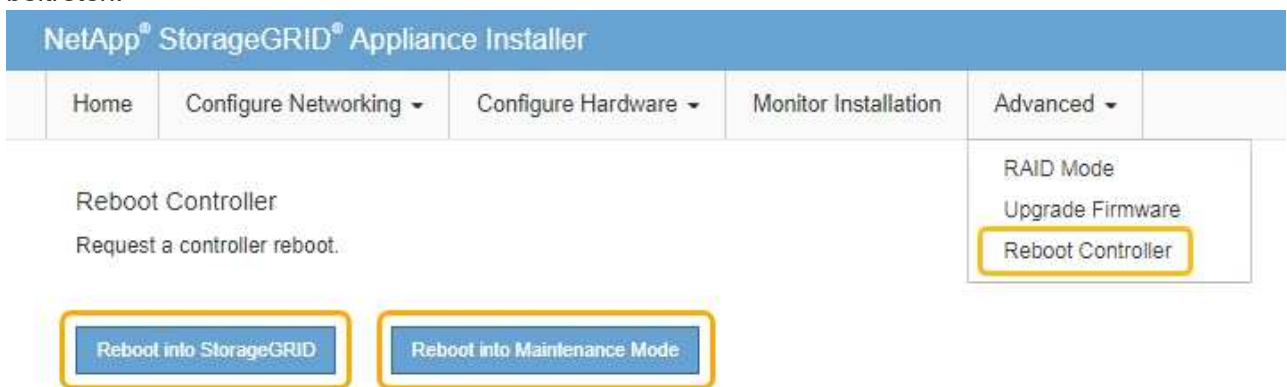 NetApp® StorageGRID® Appliance Installer
Home Configure Networking Configure Hardware Monitor Installation Advanced
RAID Mode
Upgrade Firmware
Reboot Controller
Reboot Controller
Request a controller reboot.
Reboot into StorageGRID Reboot into Maintenance Mode